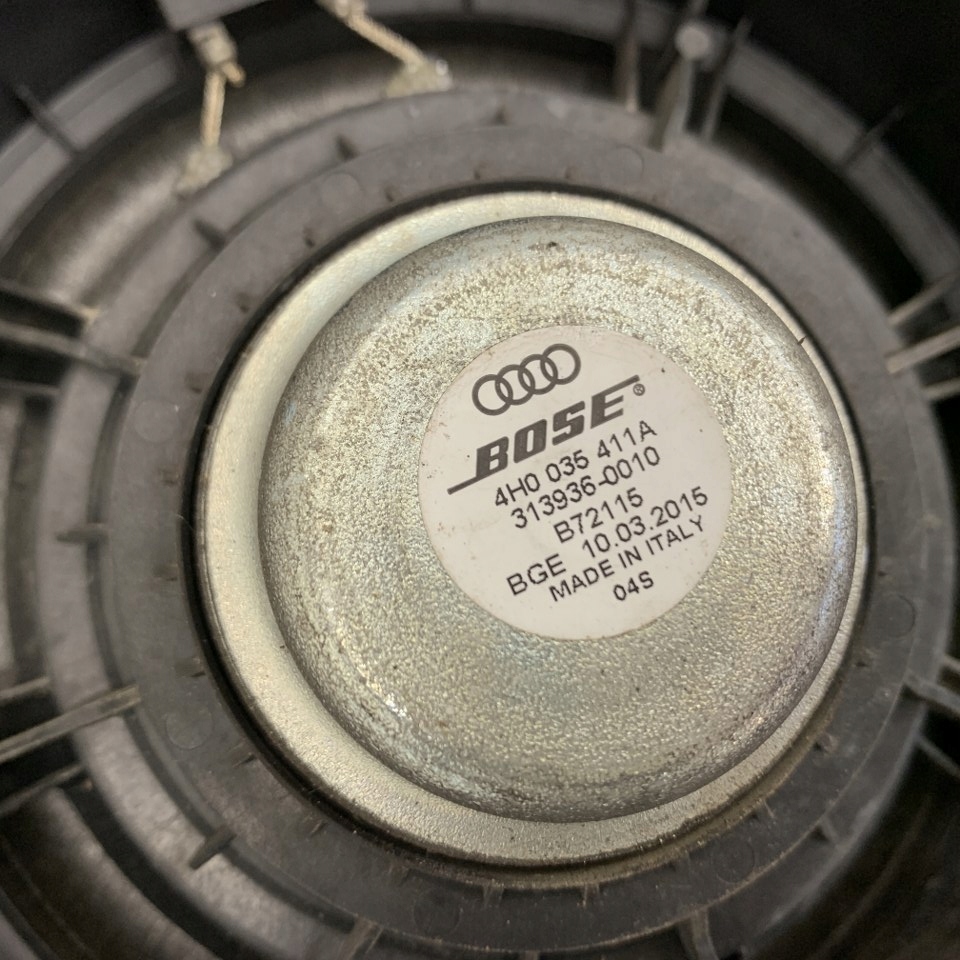 BOSE®
4H0 035 411A
313936-0010
B72115
BGE 10.03.2015
MADE IN ITALY
04S